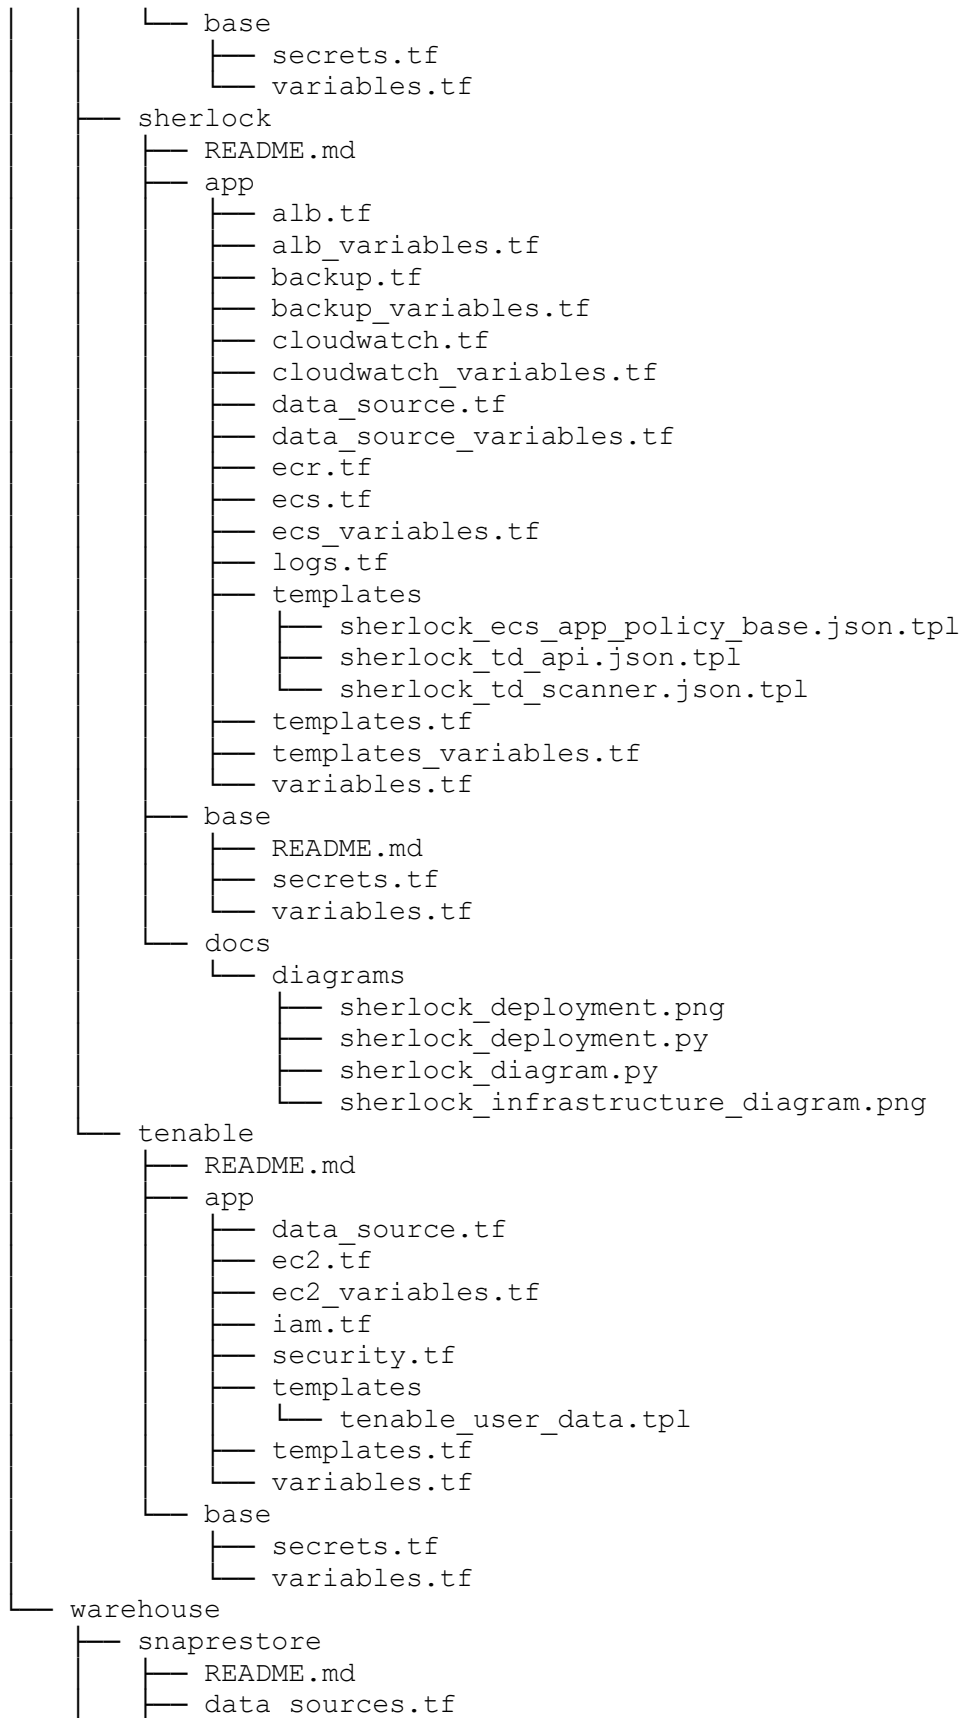 │   │   └── base
│   │       ├── secrets.tf
│   │       └── variables.tf
│   ├── sherlock
│   │   ├── README.md
│   │   ├── app
│   │   │   ├── alb.tf
│   │   │   ├── alb_variables.tf
│   │   │   ├── backup.tf
│   │   │   ├── backup_variables.tf
│   │   │   ├── cloudwatch.tf
│   │   │   ├── cloudwatch_variables.tf
│   │   │   ├── data_source.tf
│   │   │   ├── data_source_variables.tf
│   │   │   ├── ecr.tf
│   │   │   ├── ecs.tf
│   │   │   ├── ecs_variables.tf
│   │   │   ├── logs.tf
│   │   │   ├── templates
│   │   │   │   ├── sherlock_ecs_app_policy_base.json.tpl
│   │   │   │   ├── sherlock_td_api.json.tpl
│   │   │   │   └── sherlock_td_scanner.json.tpl
│   │   │   ├── templates.tf
│   │   │   ├── templates_variables.tf
│   │   │   └── variables.tf
│   │   ├── base
│   │   │   ├── README.md
│   │   │   ├── secrets.tf
│   │   │   └── variables.tf
│   │   └── docs
│   │       └── diagrams
│   │           ├── sherlock_deployment.png
│   │           ├── sherlock_deployment.py
│   │           ├── sherlock_diagram.py
│   │           └── sherlock_infrastructure_diagram.png
│   └── tenable
│       ├── README.md
│       ├── app
│       │   ├── data_source.tf
│       │   ├── ec2.tf
│       │   ├── ec2_variables.tf
│       │   ├── iam.tf
│       │   ├── security.tf
│       │   ├── templates
│       │   │   └── tenable_user_data.tpl
│       │   ├── templates.tf
│       │   └── variables.tf
│       └── base
│           ├── secrets.tf
│           └── variables.tf
└── warehouse
    ├── snaprestore
    │   ├── README.md
    │   ├── data_sources.tf